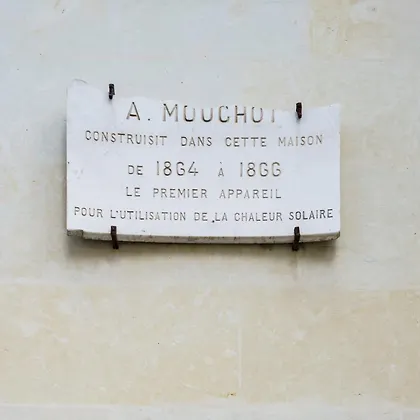 A. MOUCHOT
CONSTRUISIT DANS CETTE MAISON
DE 1864 À 1866
LE PREMIER APPAREIL
POUR L'UTILISATION DE LA CHALEUR SOLAIRE